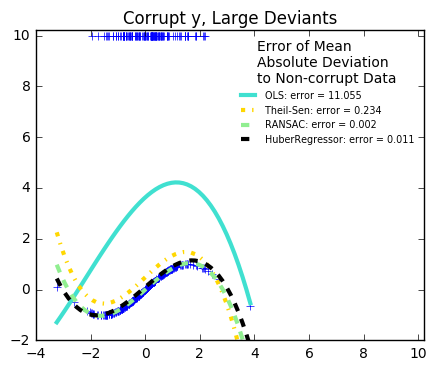 Corrupt y, Large Deviants
10
8
6
4
2
0
−2
Error of Mean
Absolute Deviation
to Non-corrupt Data
OLS: error = 11.055
Theil-Sen: error = 0.234
RANSAC: error = 0.002
HuberRegressor: error = 0.011
−4 −2 0 2 4 6 8 10